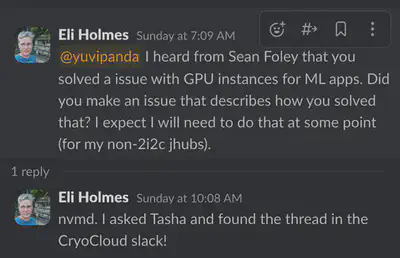 Eli Holmes Sunday at 7:09 AM
@yuvipanda I heard from Sean Foley that you
solved a issue with GPU instances for ML apps. Did
you make an issue that describes how you solved
that? I expect I will need to do that at some point
(for my non-2i2c jhubs).
1 reply
Eli Holmes Sunday at 10:08 AM
nvmd. I asked Tasha and found the thread in the
CryoCloud slack!